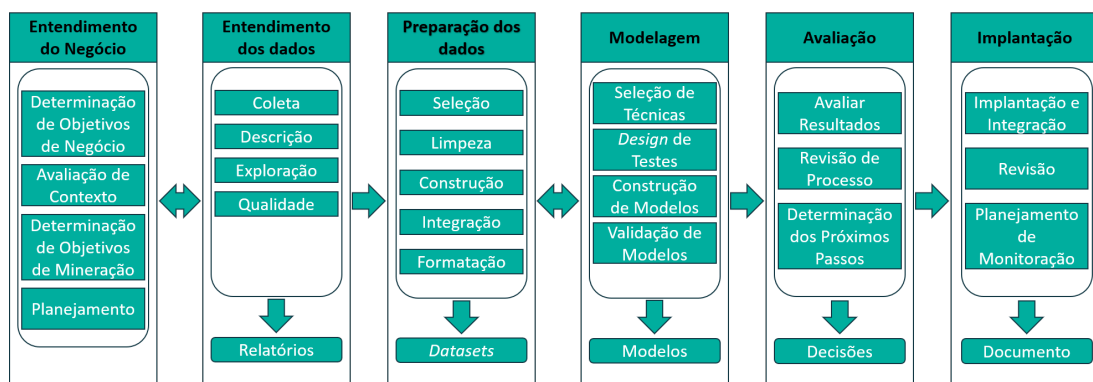 Entendimento
do Negócio
Determinação
de Objetivos
de Negócio
Avaliação de
Contexto
Determinação
de Objetivos
de Mineração
Planejamento
Entendimento
dos dados
Coleta
Descrição
Exploração
Qualidade
Relatórios
Preparação dos
dados
Seleção
Limpeza
Construção
Integração
Formatação
Datasets
Modelagem
Seleção de
Técnicas
Design de
Testes
Construção
de Modelos
Validação de
Modelos
Modelos
Avaliação
Avaliar
Resultados
Revisão de
Processo
Determinação
dos Próximos
Passos
Decisões
Implantação
Implantação e
Integração
Revisão
Planejamento
de
Monitoração
Documento